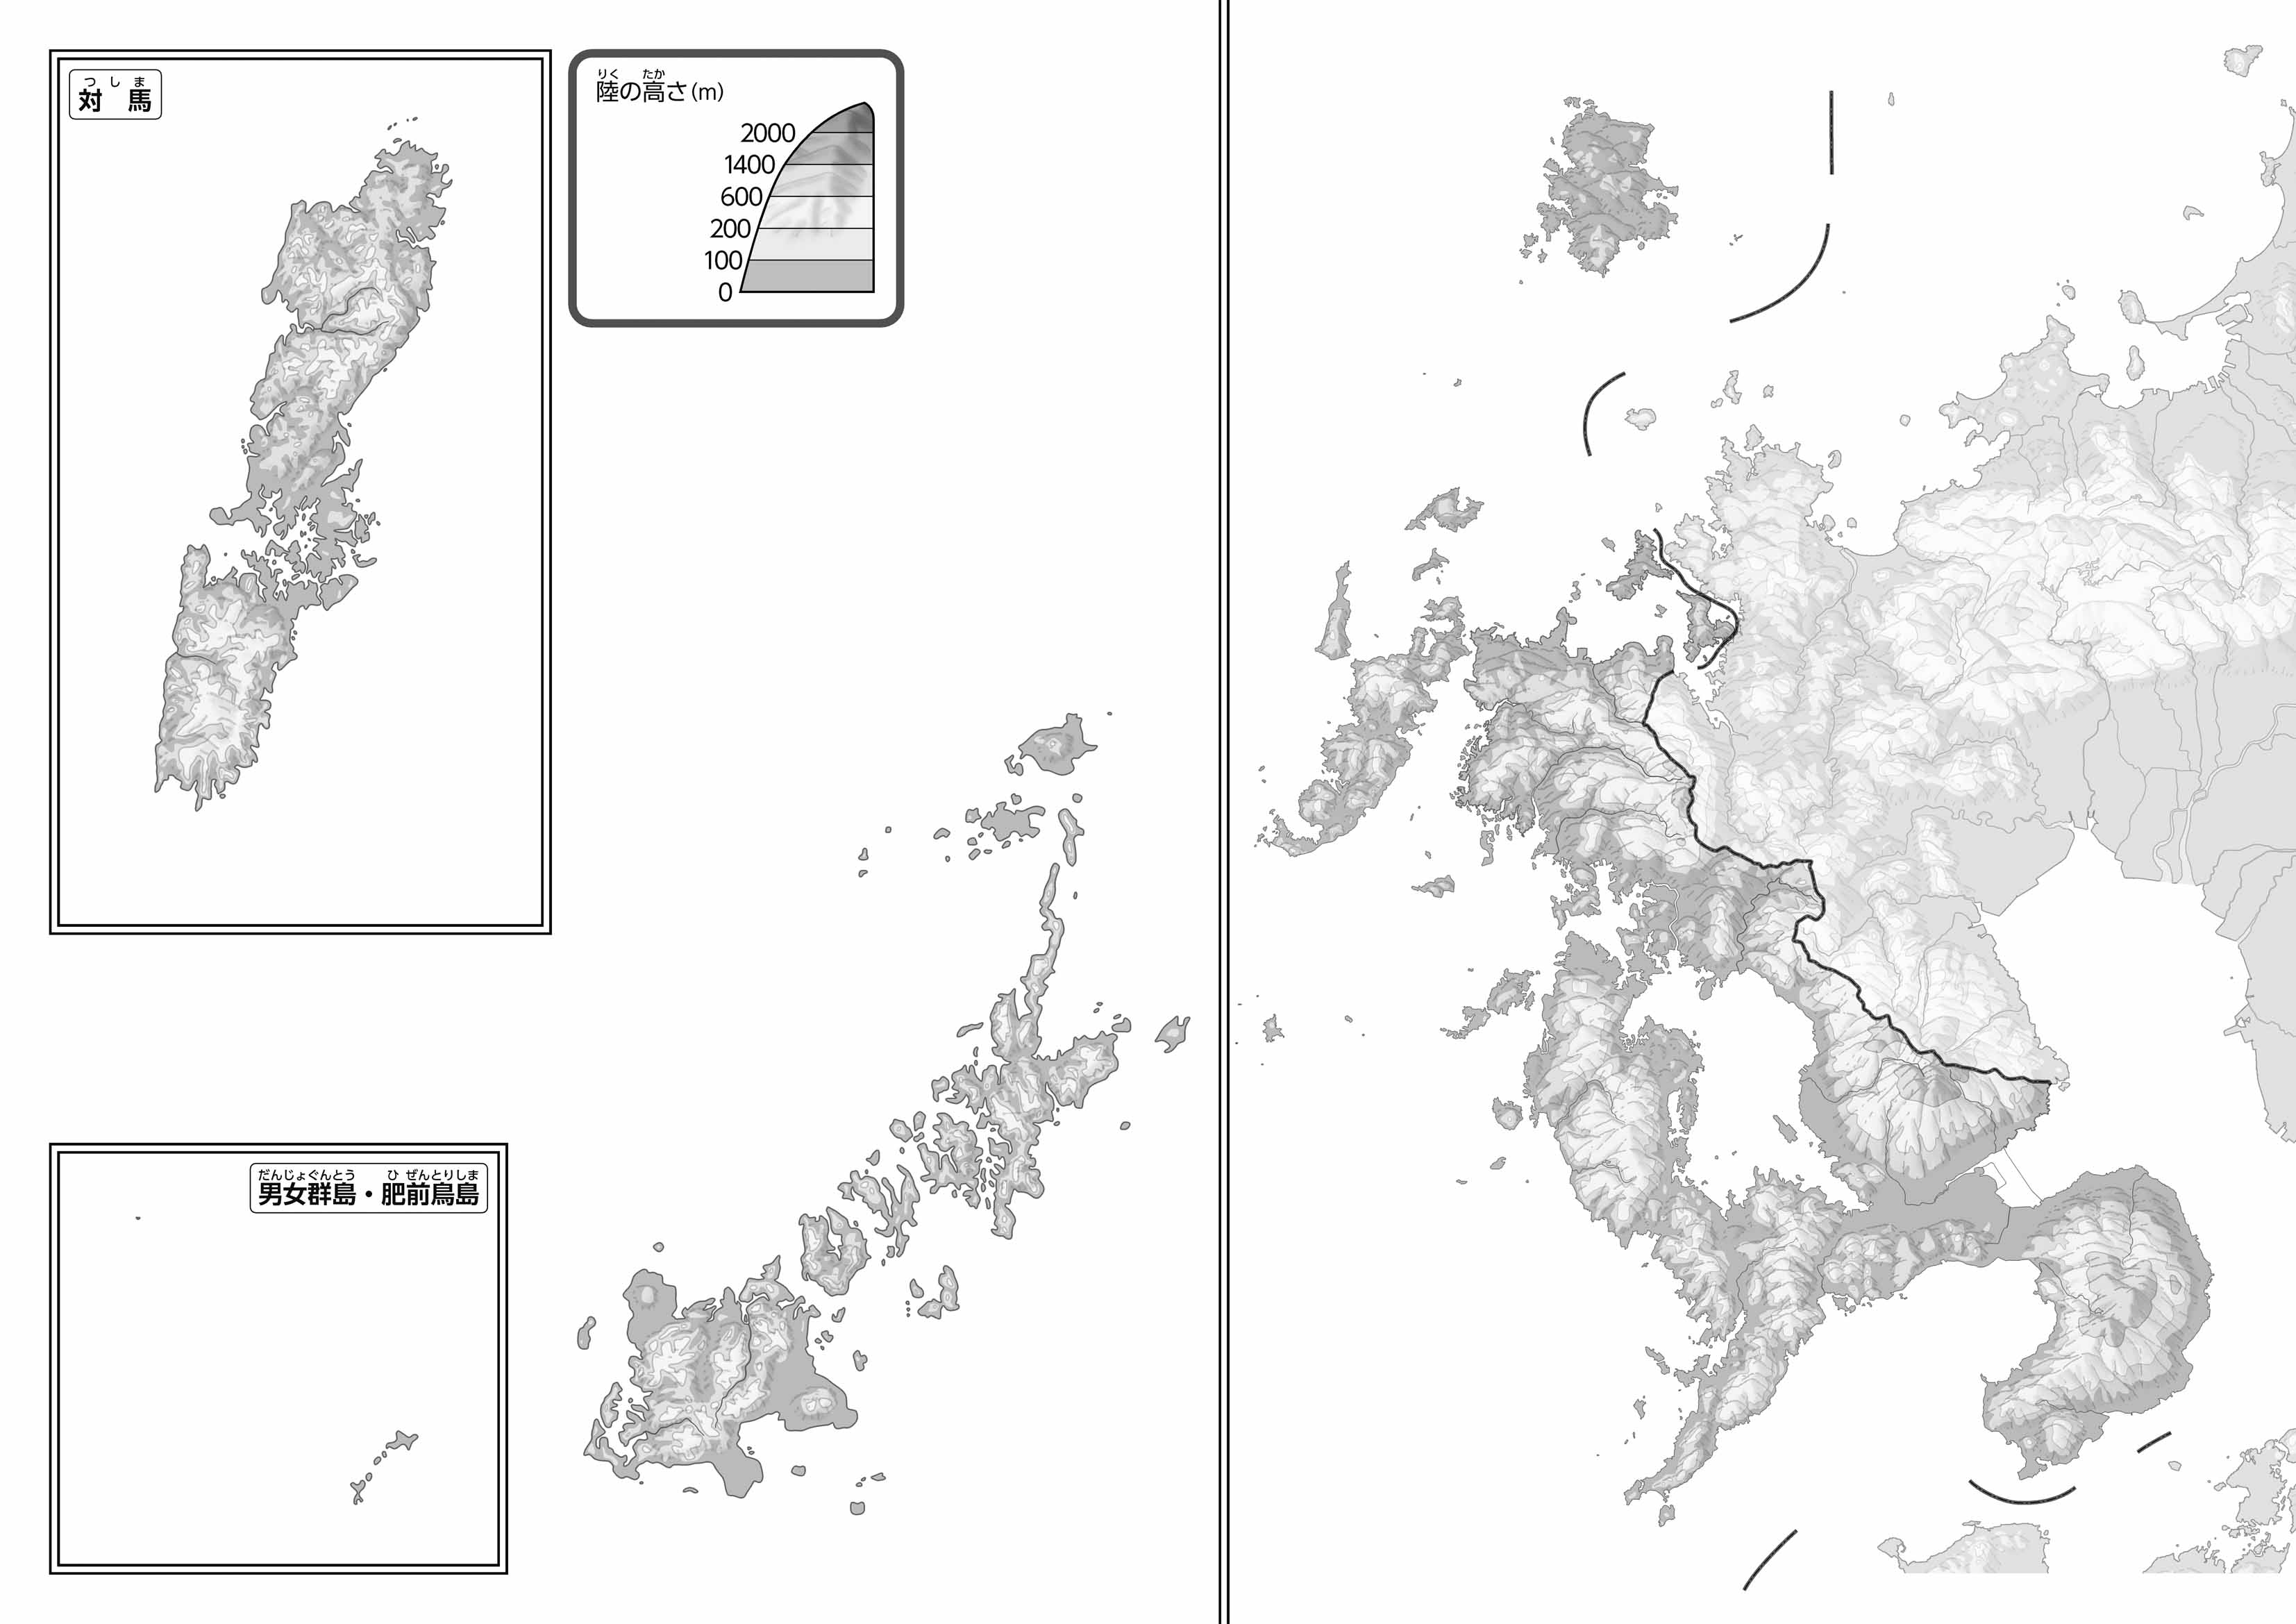 つしま
対馬
りく たか
陸の高さ(m)
2000
1400
600
200
100
0
だんじょぐんとう ひぜんとりしま
男女群島・肥前鳥島